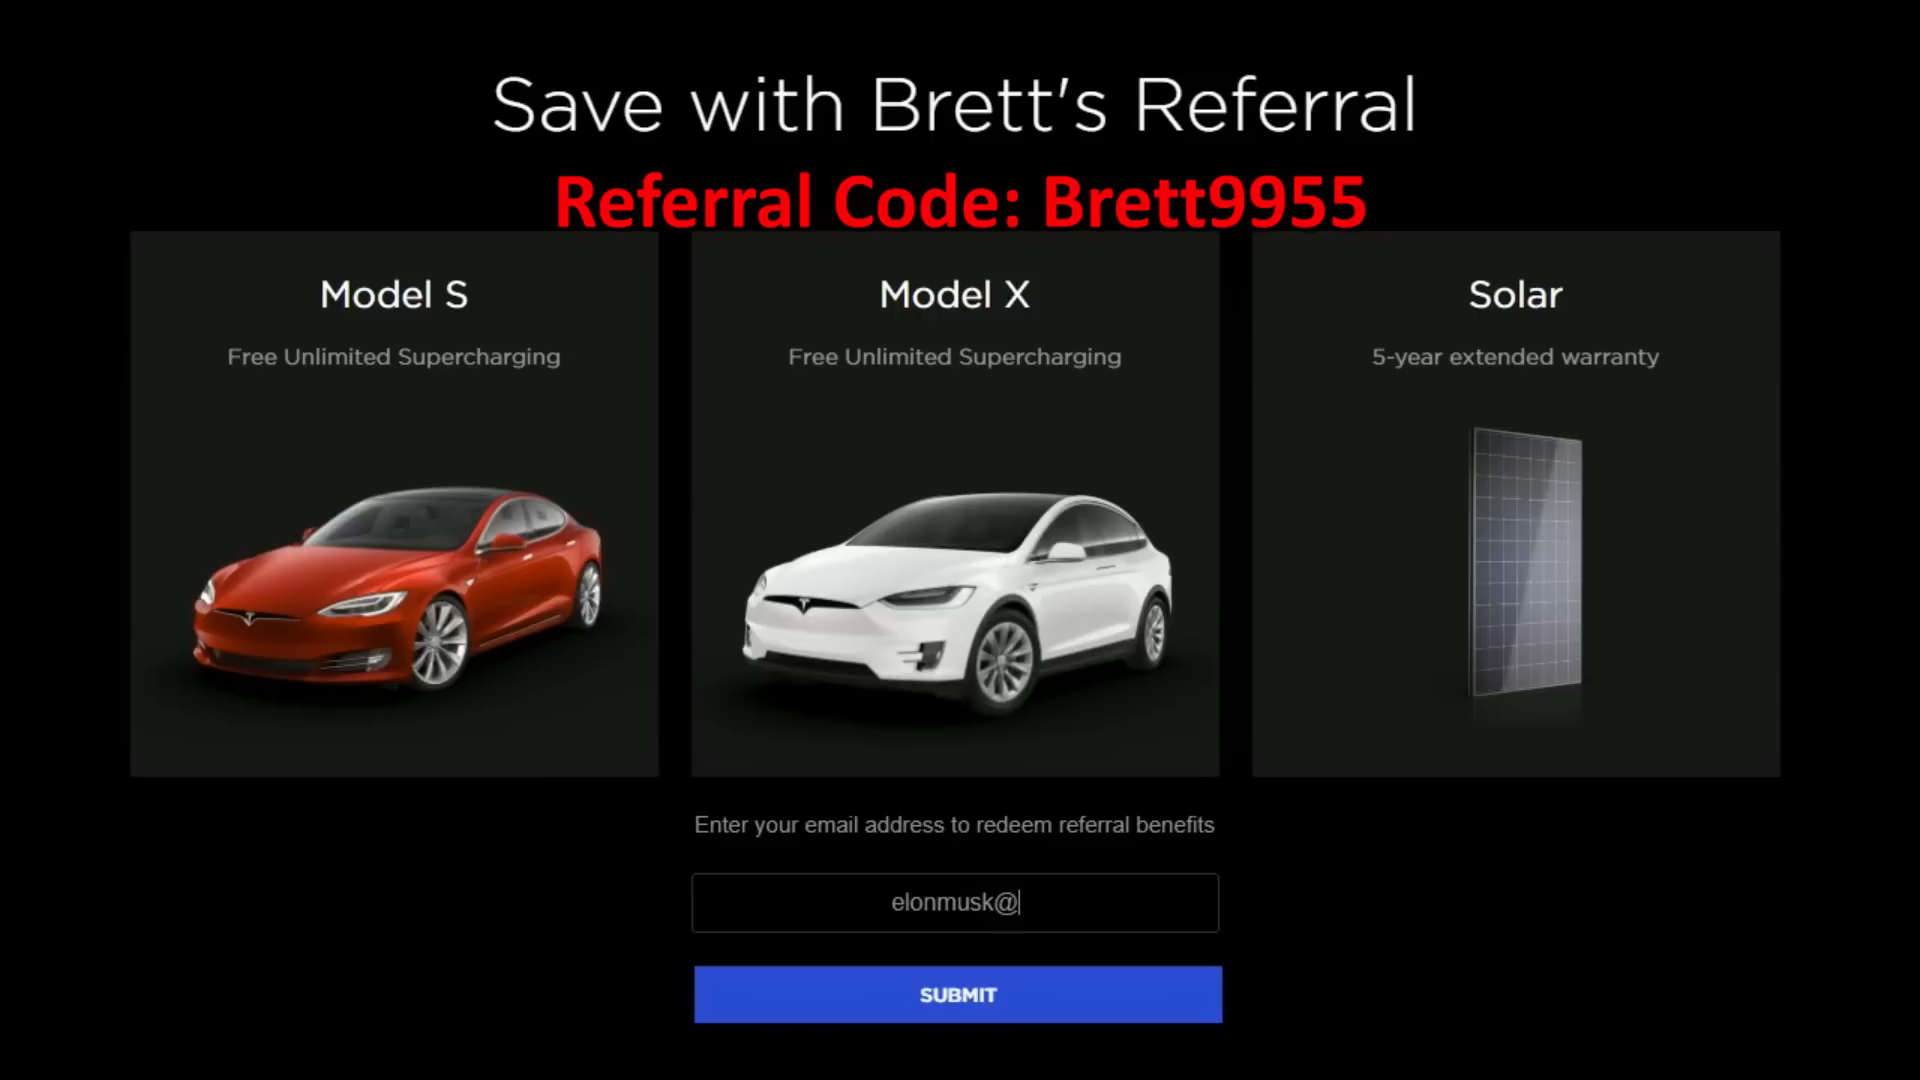 Save with Brett's Referral
Referral Code: Brett9955
Model S
Free Unlimited Supercharging
Model X
Free Unlimited Supercharging
Solar
5-year extended warranty
Enter your email address to redeem referral benefits
elonmusk@
SUBMIT